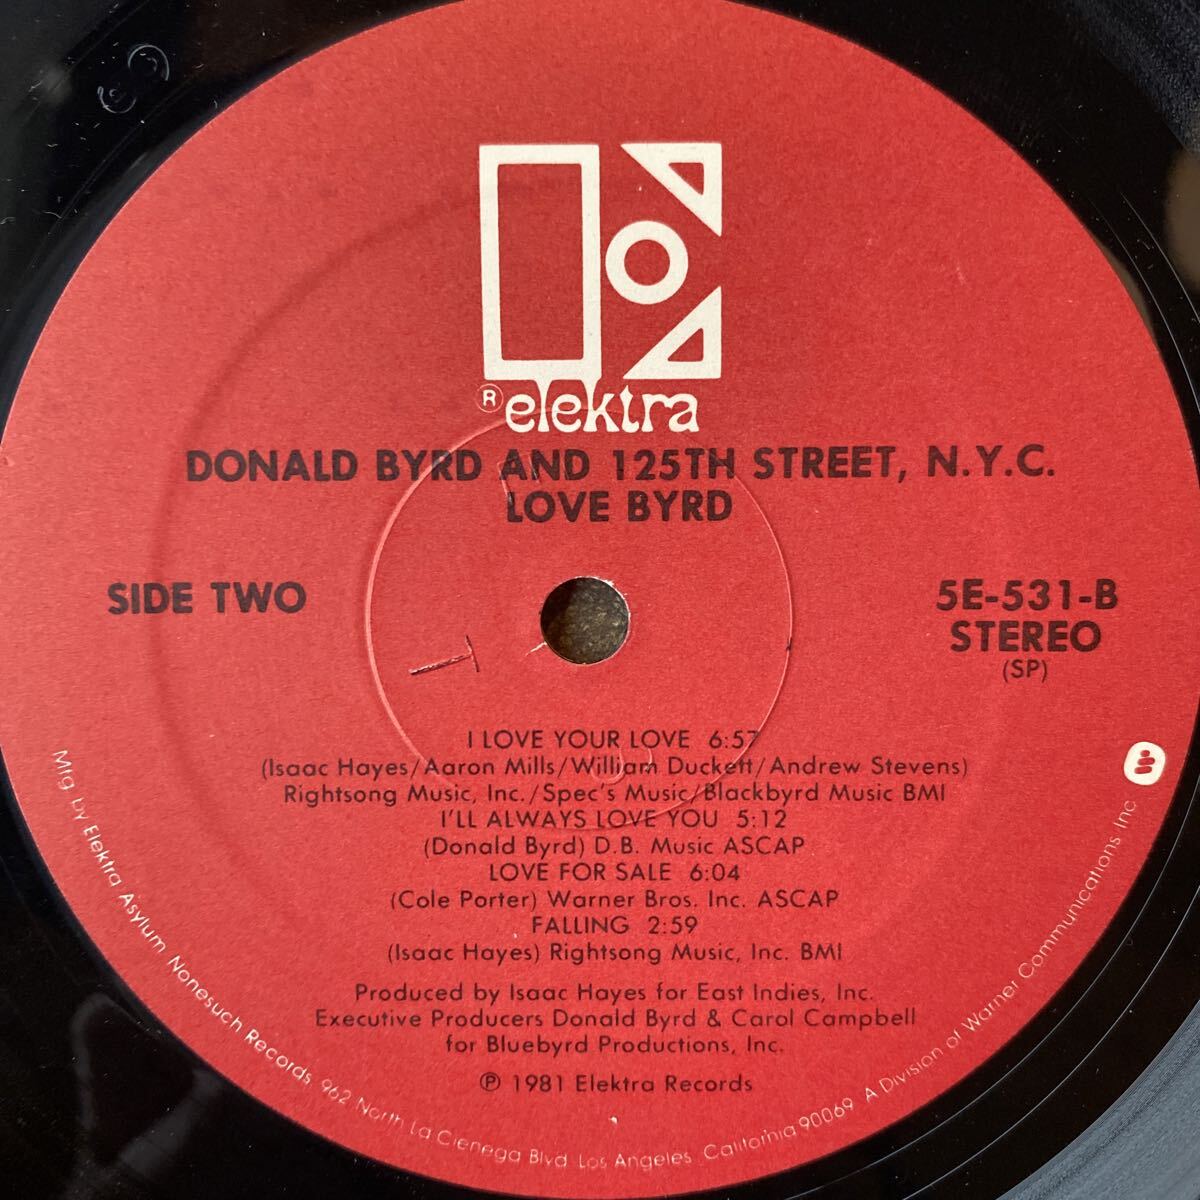 ® elektra
DONALD BYRD AND 125TH STREET, N.Y.C.
LOVE BYRD
SIDE TWO
5E-531-B
STEREO
(SP)
I LOVE YOUR LOVE 6:57
(Isaac Hayes/Aaron Mills/William Duckett/Andrew Stevens)
Rightsong Music, Inc./Spec's Music/Blackbyrd Music BMI
I'LL ALWAYS LOVE YOU 5:12
(Donald Byrd) D.B. Music ASCAP
LOVE FOR SALE 6:04
(Cole Porter) Warner Bros. Inc. ASCAP
FALLING 2:59
(Isaac Hayes) Rightsong Music, Inc. BMI
Produced by Isaac Hayes for East Indies, Inc.
Executive Producers Donald Byrd & Carol Campbell
for Bluebyrd Productions, Inc.
℗ 1981 Elektra Records
Mfg by Elektra Asylum Nonesuch Records 962 North La Cienega Blvd Los Angeles California 90069 A Division of Warner Communications Inc